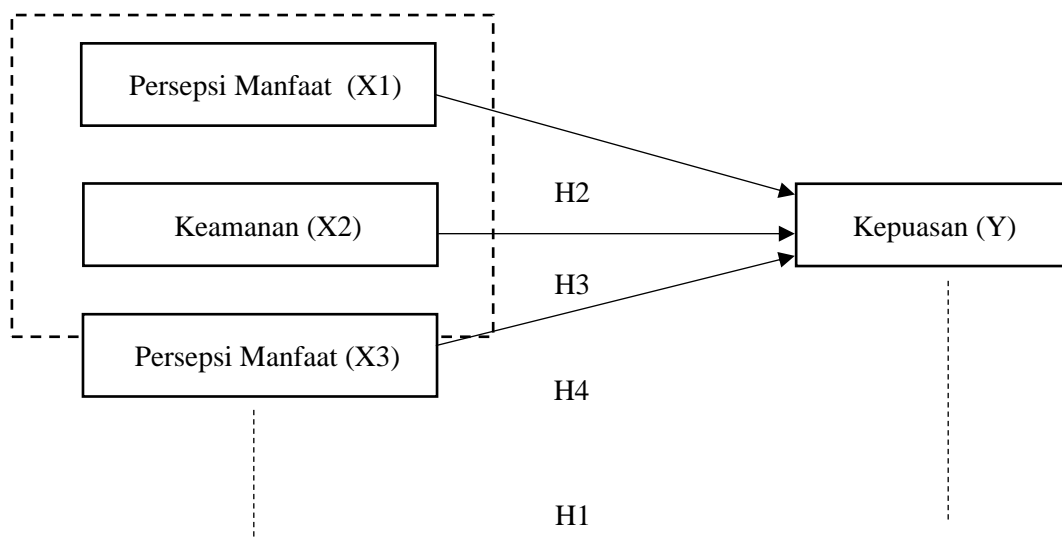 Persepsi Manfaat  (X1)
H2
Keamanan (X2)
Kepuasan (Y)
H3
Persepsi Manfaat (X3)
H4
H1